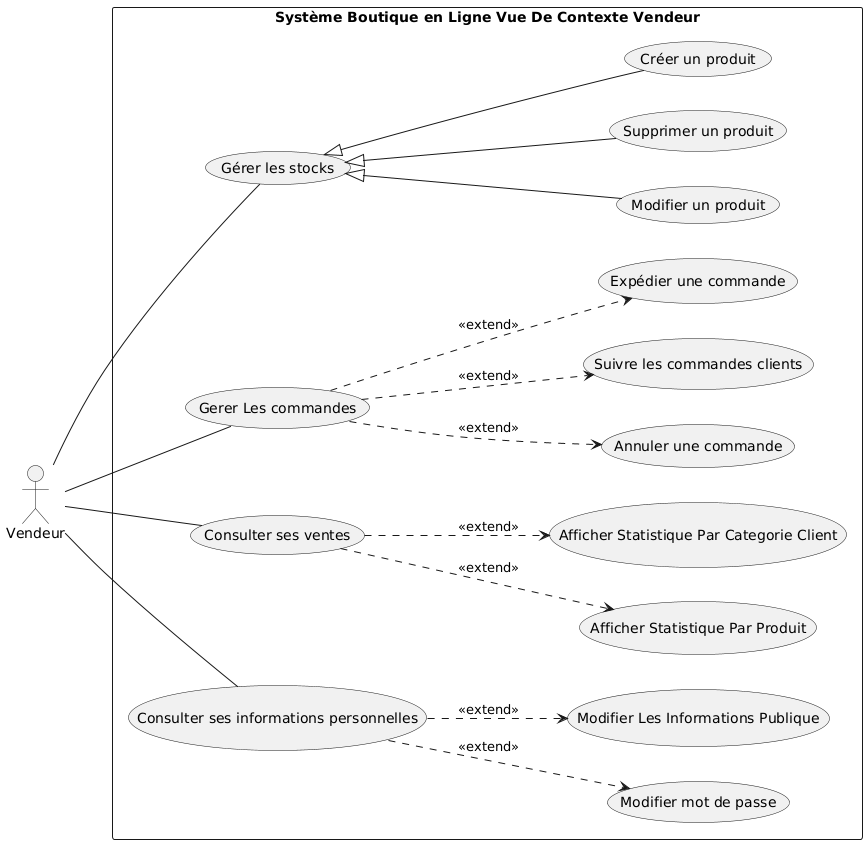 Système Boutique en Ligne Vue De Contexte Vendeur
Créer un produit
Supprimer un produit
Gérer les stocks
Modifier un produit
Expédier une commande
«extend»
Suivre les commandes clients
«extend»
Gerer Les commandes
«extend»
Annuler une commande
Vendeur
Consulter ses ventes
«extend»
Afficher Statistique Par Categorie Client
«extend»
Afficher Statistique Par Produit
Consulter ses informations personnelles
«extend»
Modifier Les Informations Publique
«extend»
Modifier mot de passe